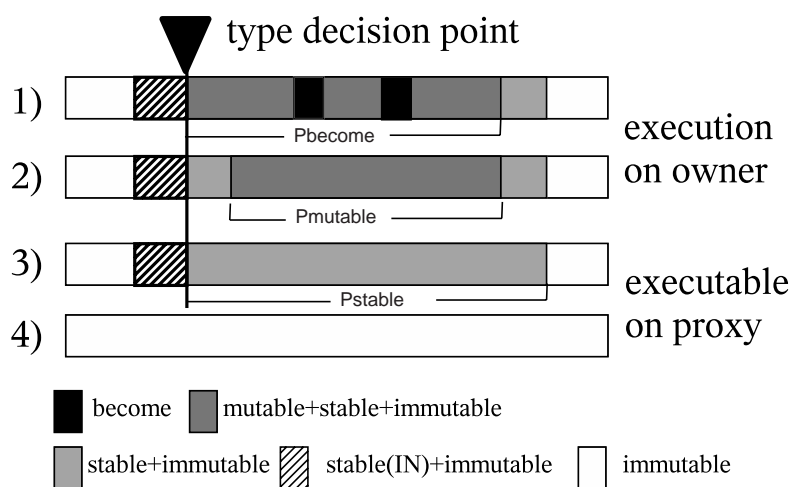 type decision point
1)
Pbecome
execution
on owner
2)
Pmutable
3)
Pstable
executable
on proxy
4)
become
mutable+stable+immutable
stable+immutable
stable(IN)+immutable
immutable